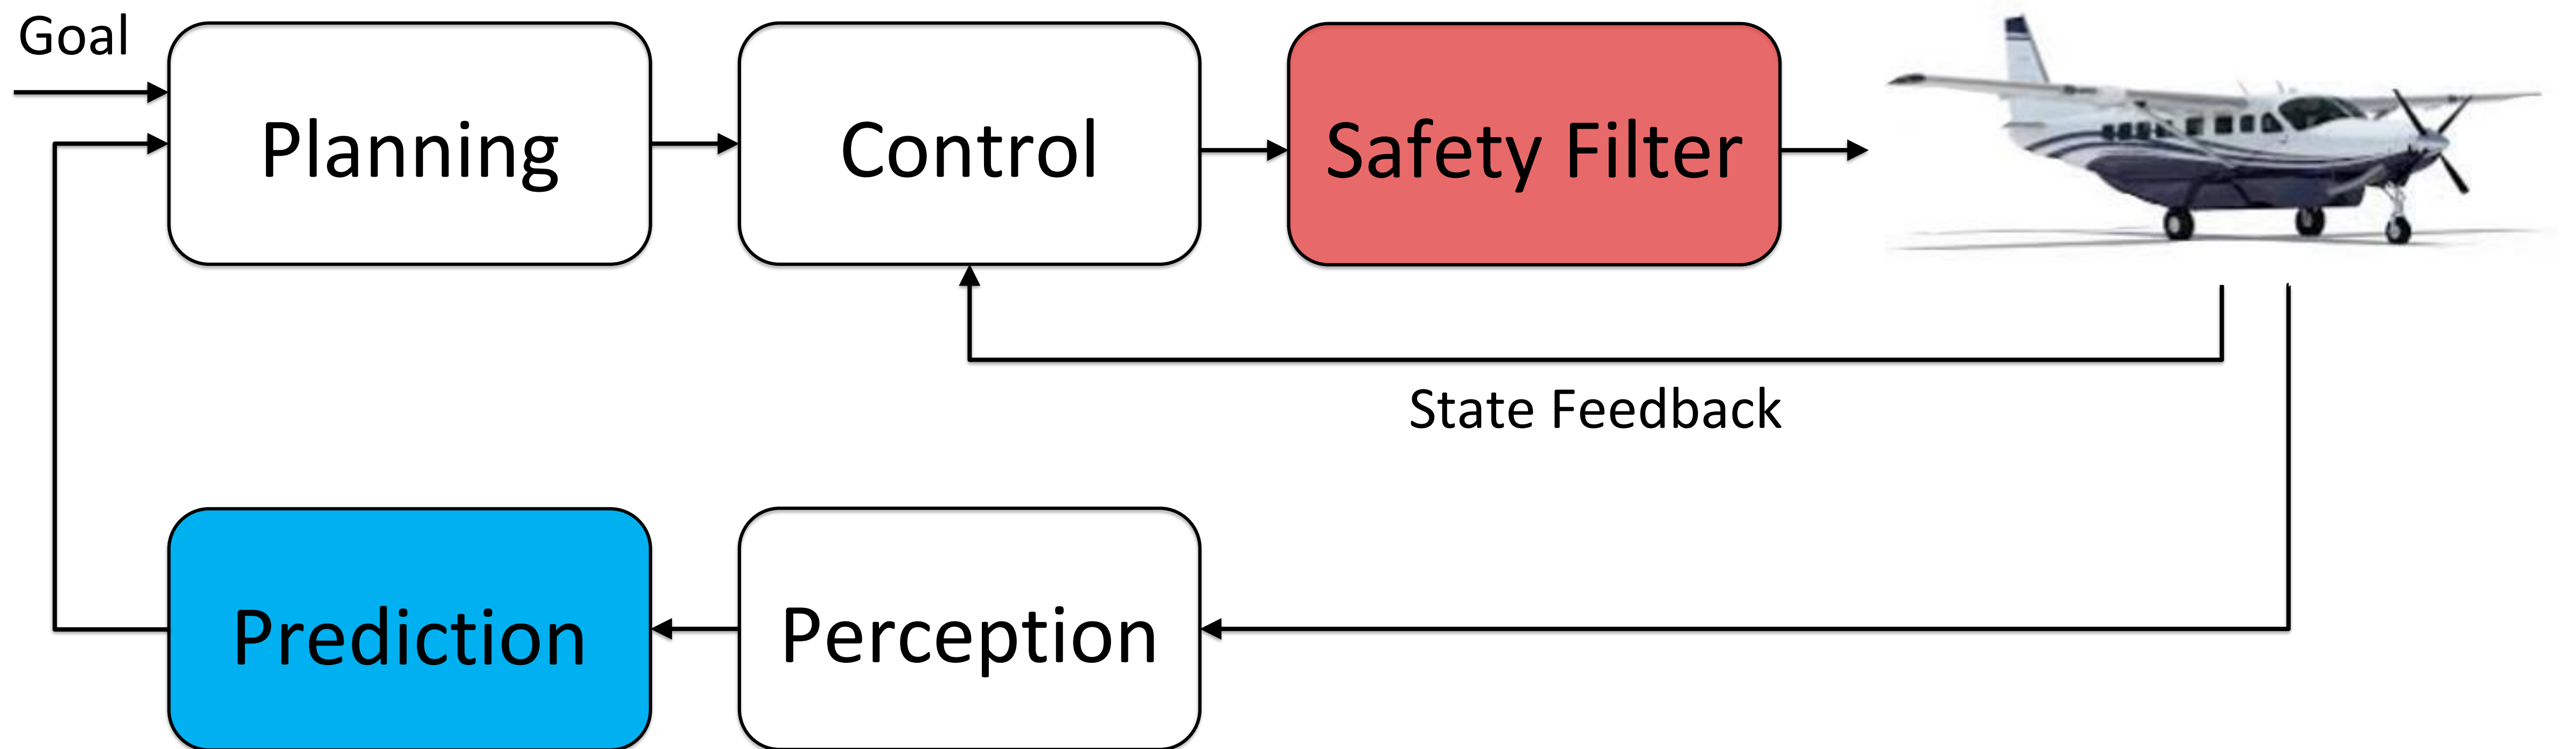 Goal
Planning
Control
Safety Filter
State Feedback
Prediction
Perception